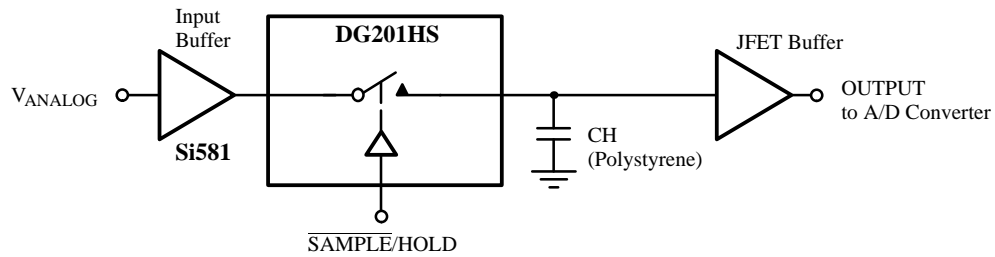 Input
Buffer
DG201HS
JFET Buffer
VANALOG
OUTPUT
to A/D Converter
CH
(Polystyrene)
Si581
SAMPLE/HOLD